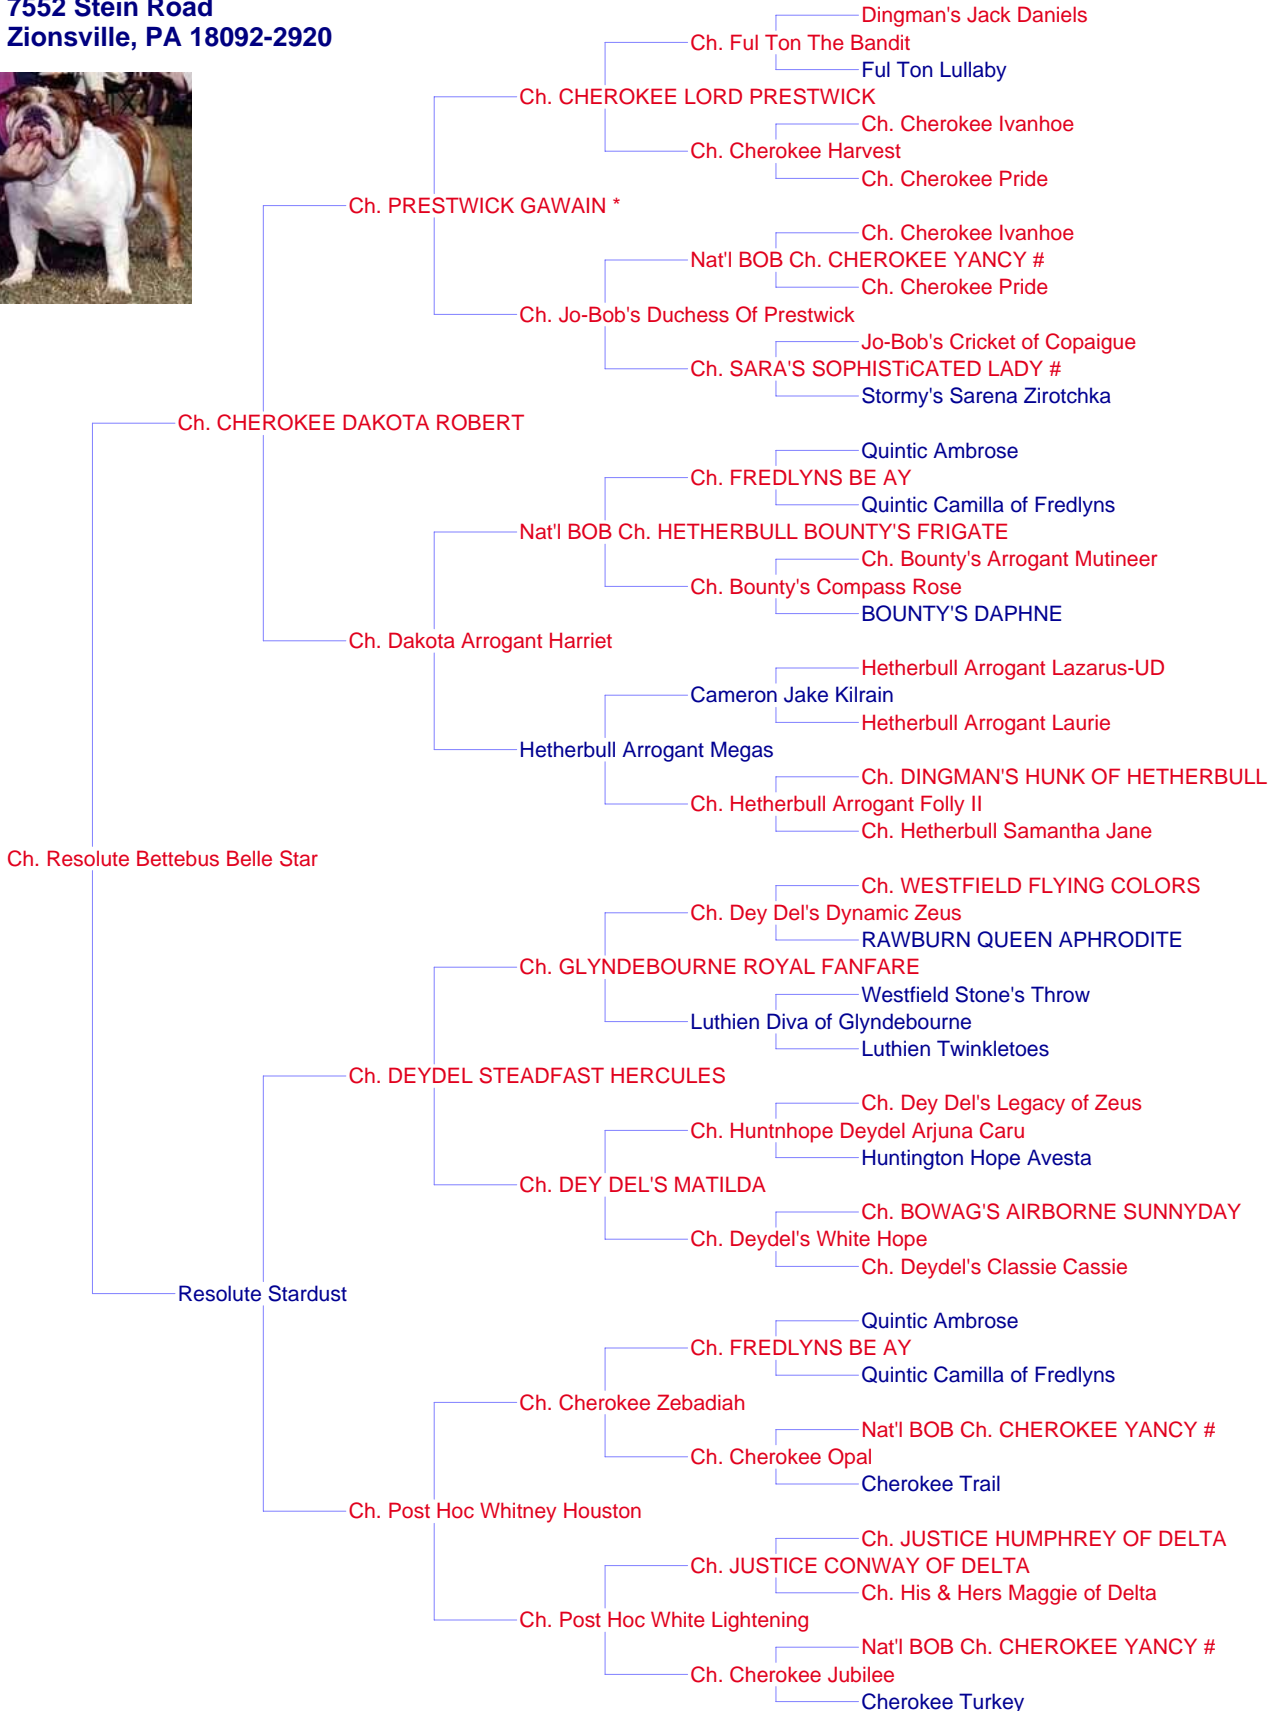 7552 Stein Road
Zionsville, PA 18092-2920
Dingman's Jack Daniels
Ch. Ful Ton The Bandit
Ful Ton Lullaby
Ch. CHEROKEE LORD PRESTWICK
Ch. Cherokee Ivanhoe
Ch. Cherokee Harvest
Ch. Cherokee Pride
Ch. PRESTWICK GAWAIN *
Ch. Cherokee Ivanhoe
Nat'l BOB Ch. CHEROKEE YANCY #
Ch. Cherokee Pride
Ch. Jo-Bob's Duchess Of Prestwick
Jo-Bob's Cricket of Copaigue
Ch. SARA'S SOPHISTiCATED LADY #
Stormy's Sarena Zirotchka
Ch. CHEROKEE DAKOTA ROBERT
Quintic Ambrose
Ch. FREDLYNS BE AY
Quintic Camilla of Fredlyns
Nat'l BOB Ch. HETHERBULL BOUNTY'S FRIGATE
Ch. Bounty's Arrogant Mutineer
Ch. Bounty's Compass Rose
BOUNTY'S DAPHNE
Ch. Dakota Arrogant Harriet
Hetherbull Arrogant Lazarus-UD
Cameron Jake Kilrain
Hetherbull Arrogant Laurie
Hetherbull Arrogant Megas
Ch. DINGMAN'S HUNK OF HETHERBULL
Ch. Hetherbull Arrogant Folly II
Ch. Hetherbull Samantha Jane
Ch. Resolute Bettebus Belle Star
Ch. WESTFIELD FLYING COLORS
Ch. Dey Del's Dynamic Zeus
RAWBURN QUEEN APHRODITE
Ch. GLYNDEBOURNE ROYAL FANFARE
Westfield Stone's Throw
Luthien Diva of Glyndebourne
Luthien Twinkletoes
Ch. DEYDEL STEADFAST HERCULES
Ch. Dey Del's Legacy of Zeus
Ch. Huntnhope Deydel Arjuna Caru
Huntington Hope Avesta
Ch. DEY DEL'S MATILDA
Ch. BOWAG'S AIRBORNE SUNNYDAY
Ch. Deydel's White Hope
Ch. Deydel's Classie Cassie
Resolute Stardust
Quintic Ambrose
Ch. FREDLYNS BE AY
Quintic Camilla of Fredlyns
Ch. Cherokee Zebadiah
Nat'l BOB Ch. CHEROKEE YANCY #
Ch. Cherokee Opal
Cherokee Trail
Ch. Post Hoc Whitney Houston
Ch. JUSTICE HUMPHREY OF DELTA
Ch. JUSTICE CONWAY OF DELTA
Ch. His & Hers Maggie of Delta
Ch. Post Hoc White Lightening
Nat'l BOB Ch. CHEROKEE YANCY #
Ch. Cherokee Jubilee
Cherokee Turkey